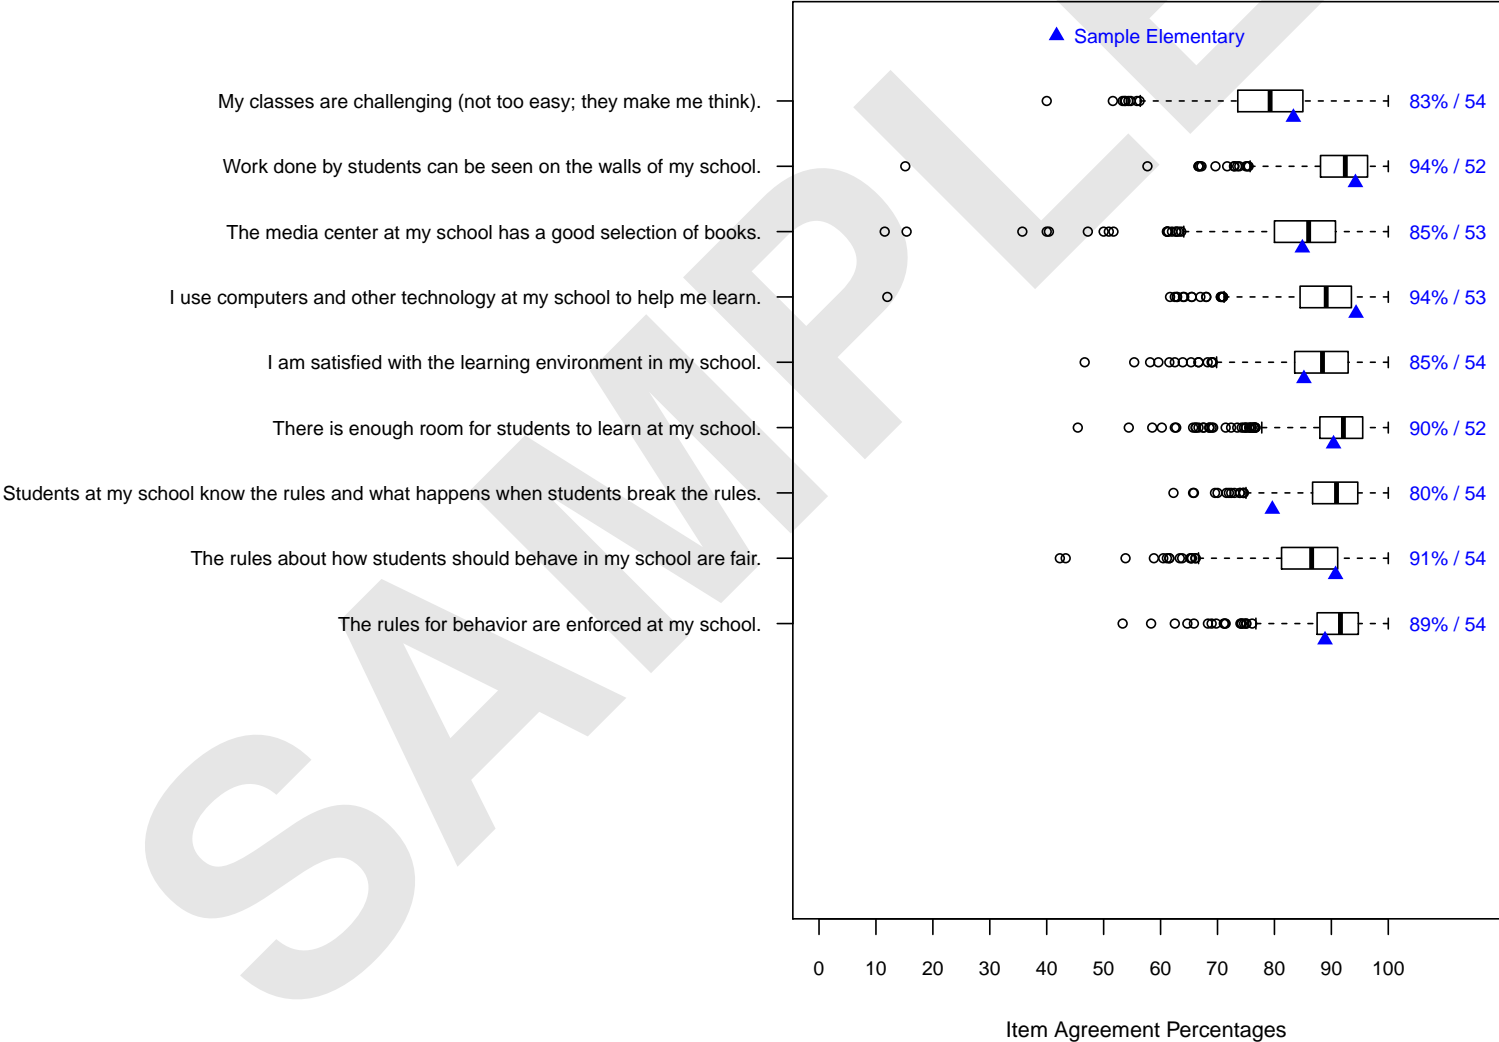 SAMPLE
Sample Elementary
My classes are challenging (not too easy; they make me think). 83% / 54
Work done by students can be seen on the walls of my school. 94% / 52
The media center at my school has a good selection of books. 85% / 53
I use computers and other technology at my school to help me learn. 94% / 53
I am satisfied with the learning environment in my school. 85% / 54
There is enough room for students to learn at my school. 90% / 52
Students at my school know the rules and what happens when students break the rules. 80% / 54
The rules about how students should behave in my school are fair. 91% / 54
The rules for behavior are enforced at my school. 89% / 54
0 10 20 30 40 50 60 70 80 90 100
Item Agreement Percentages